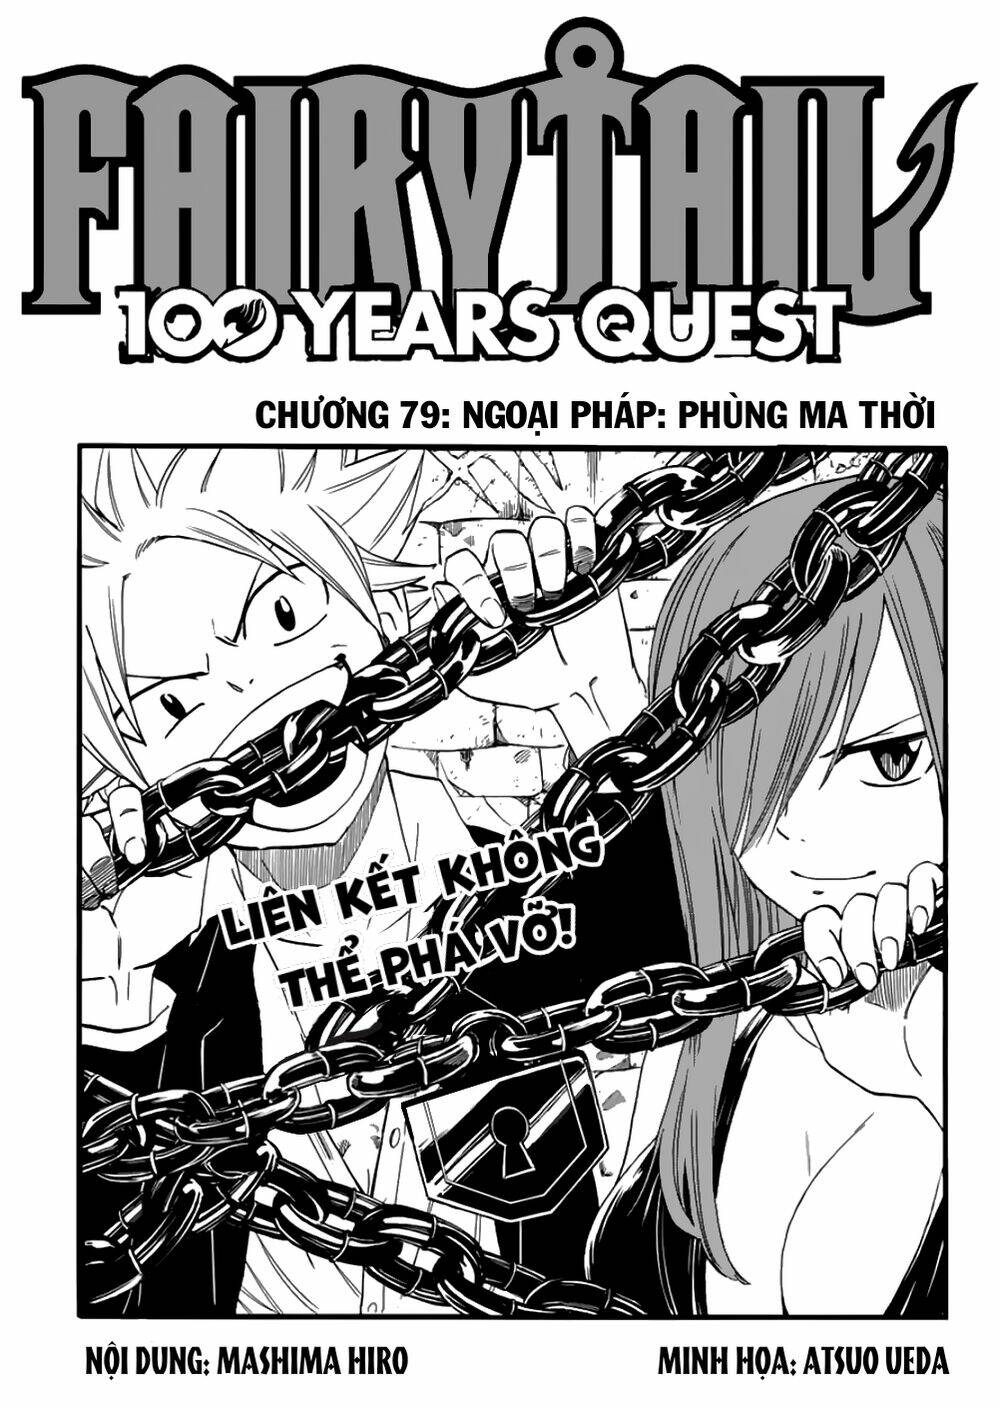 FAIRY TAIL
100 YEARS QUEST
CHƯƠNG 79: NGOẠI PHÁP: PHÙNG MA THỜI
LIÊN KẾT KHÔNG
THỂ PHÁ VỠ!
NỘI DUNG: MASHIMA HIRO
MINH HỌA: ATSUO UEDA